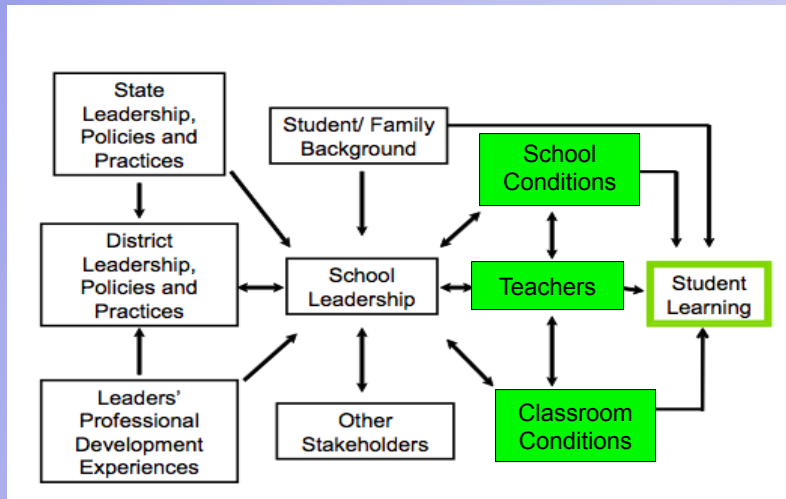 State
Leadership,
Policies and
Practices
Student/ Family
Background
School
Conditions
District
Leadership,
Policies and
Practices
School
Leadership
Teachers
Student
Learning
Leaders'
Professional
Development
Experiences
Other
Stakeholders
Classroom
Conditions